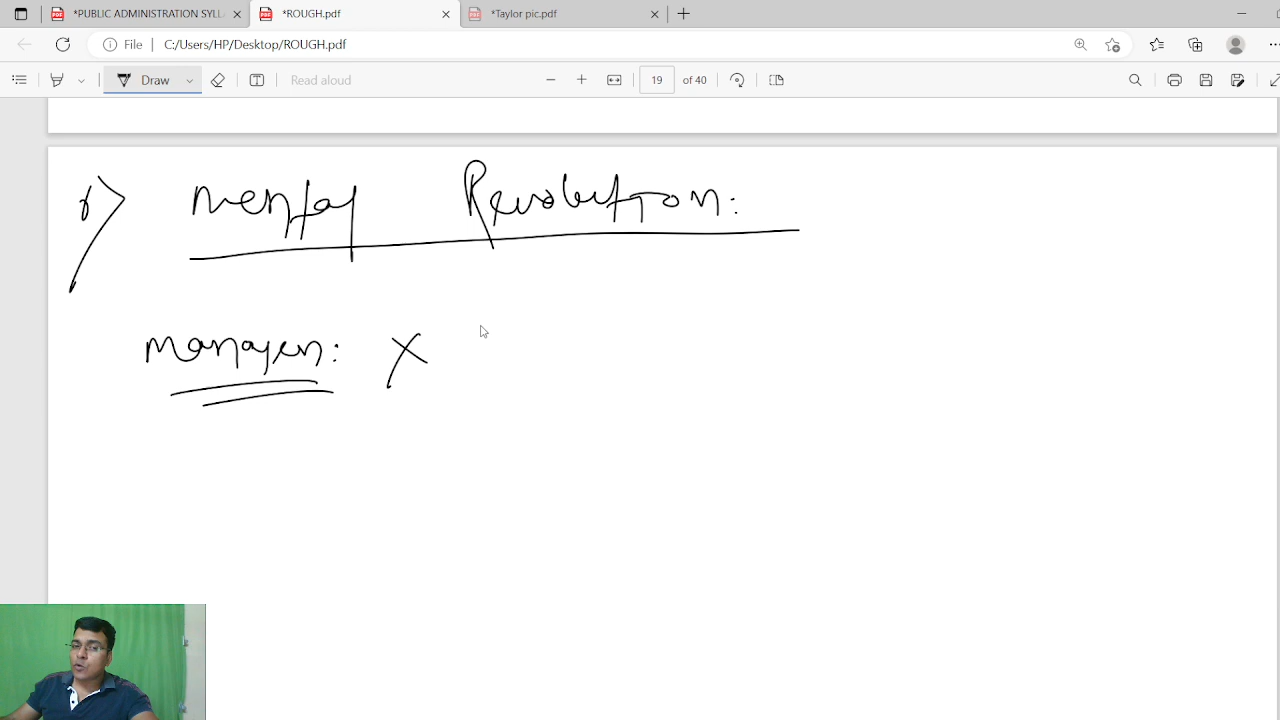 *PUBLIC ADMINISTRATION SYLL
*ROUGH.pdf
*Taylor pic.pdf
File
C:/Users/HP/Desktop/ROUGH.pdf
Draw
Read aloud
19 of 40
Mental Revolution:
Managers: X